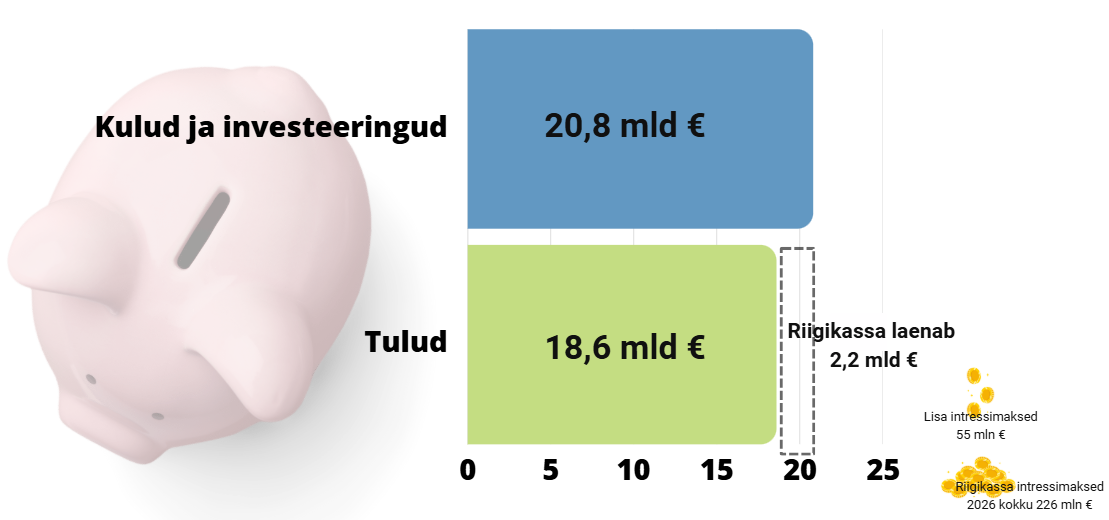 Kulud ja investeeringud
20,8 mld €
Tulud
18,6 mld €
Riigikassa laenab
2,2 mld €
Lisa intressimaksed
55 mln €
0 5 10 15 20 25
Riigikassa intressimaksed
2026 kokku 226 mln €